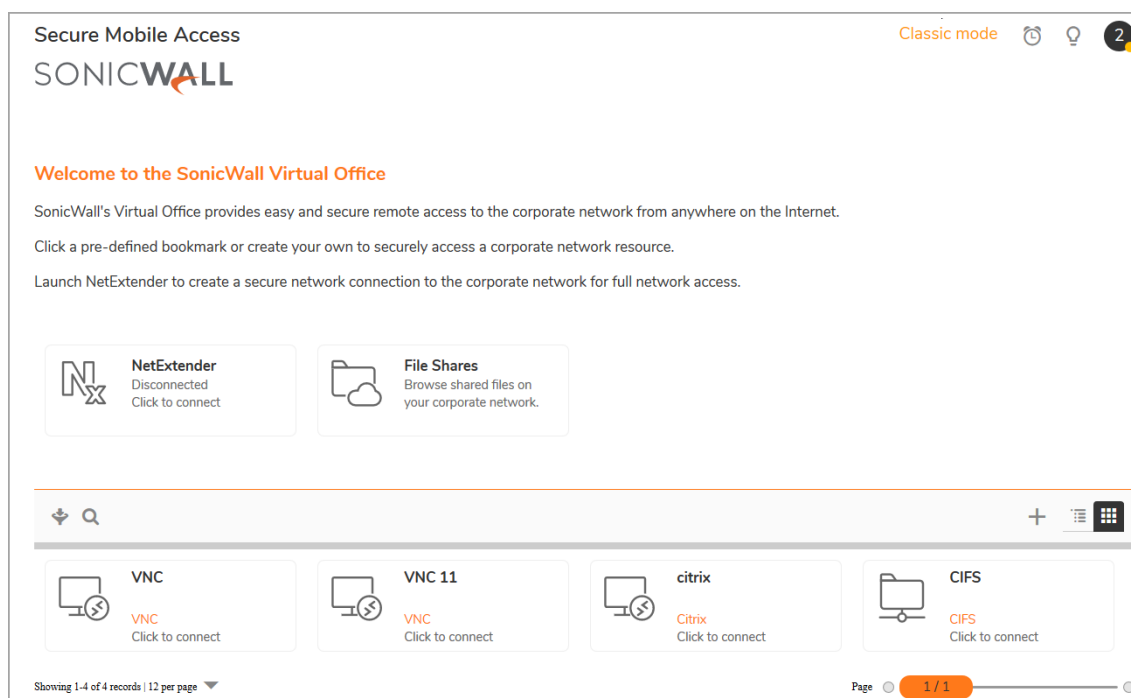 Secure Mobile Access
Classic mode
2
SONICWALL
Welcome to the SonicWall Virtual Office
SonicWall's Virtual Office provides easy and secure remote access to the corporate network from anywhere on the Internet.
Click a pre-defined bookmark or create your own to securely access a corporate network resource.
Launch NetExtender to create a secure network connection to the corporate network for full network access.
Nx
NetExtender
Disconnected
Click to connect
File Shares
Browse shared files on
your corporate network.
VNC
VNC
Click to connect
VNC 11
VNC
Click to connect
citrix
Citrix
Click to connect
CIFS
CIFS
Click to connect
Showing 1-4 of 4 records | 12 per page
Page 1 / 1